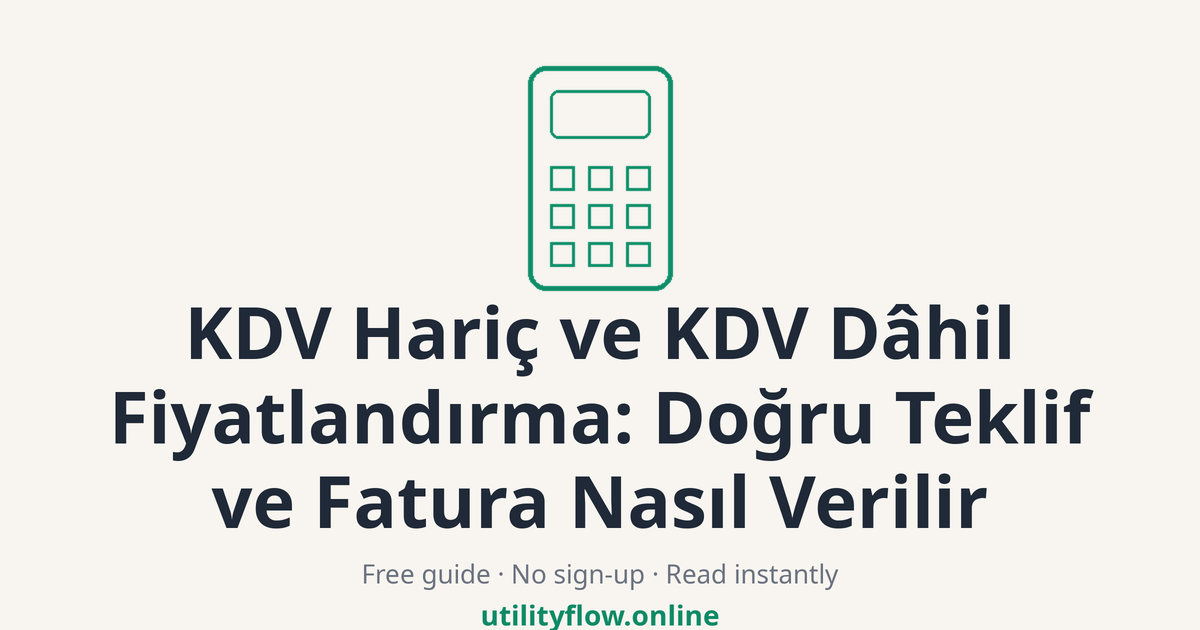 KDV Hariç ve KDV Dâhil
Fiyatlandırma: Doğru Teklif
ve Fatura Nasıl Verilir
Free guide · No sign-up · Read instantly
utilityflow.online